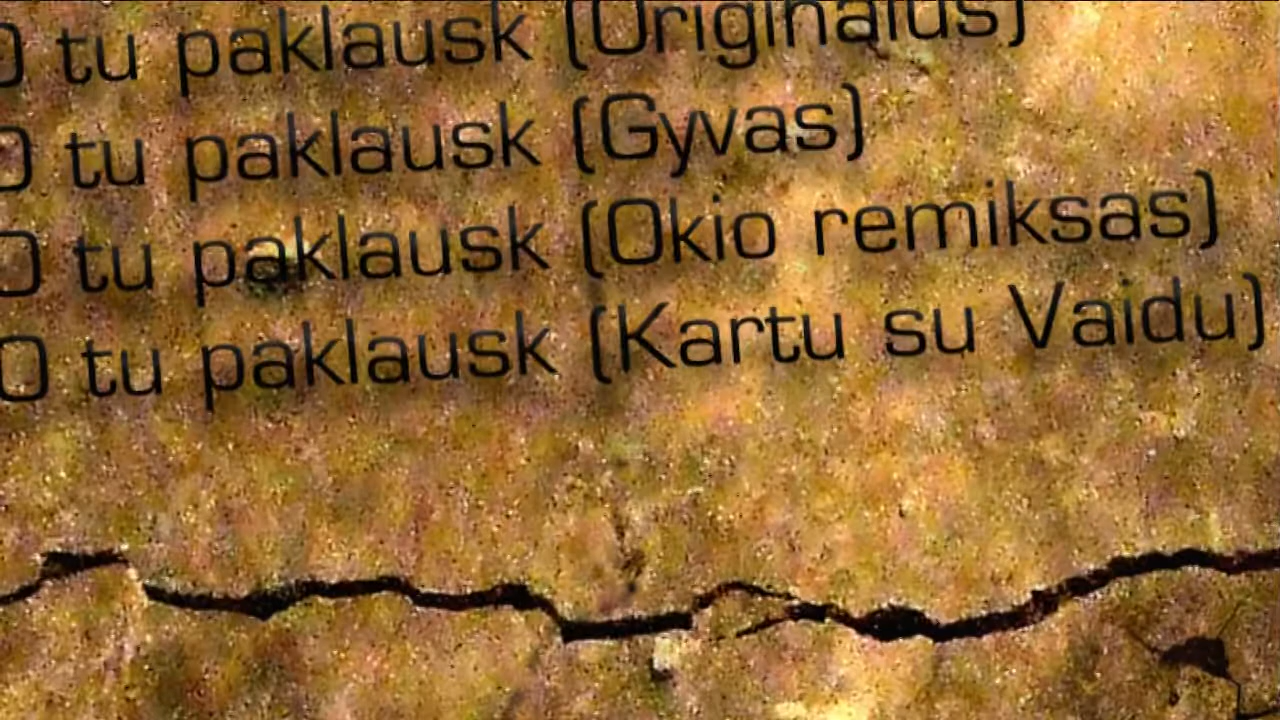 O tu paklausk (Originalus)
O tu paklausk (Gyvas)
O tu paklausk (Okio remiksas)
O tu paklausk (Kartu su Vaidu)